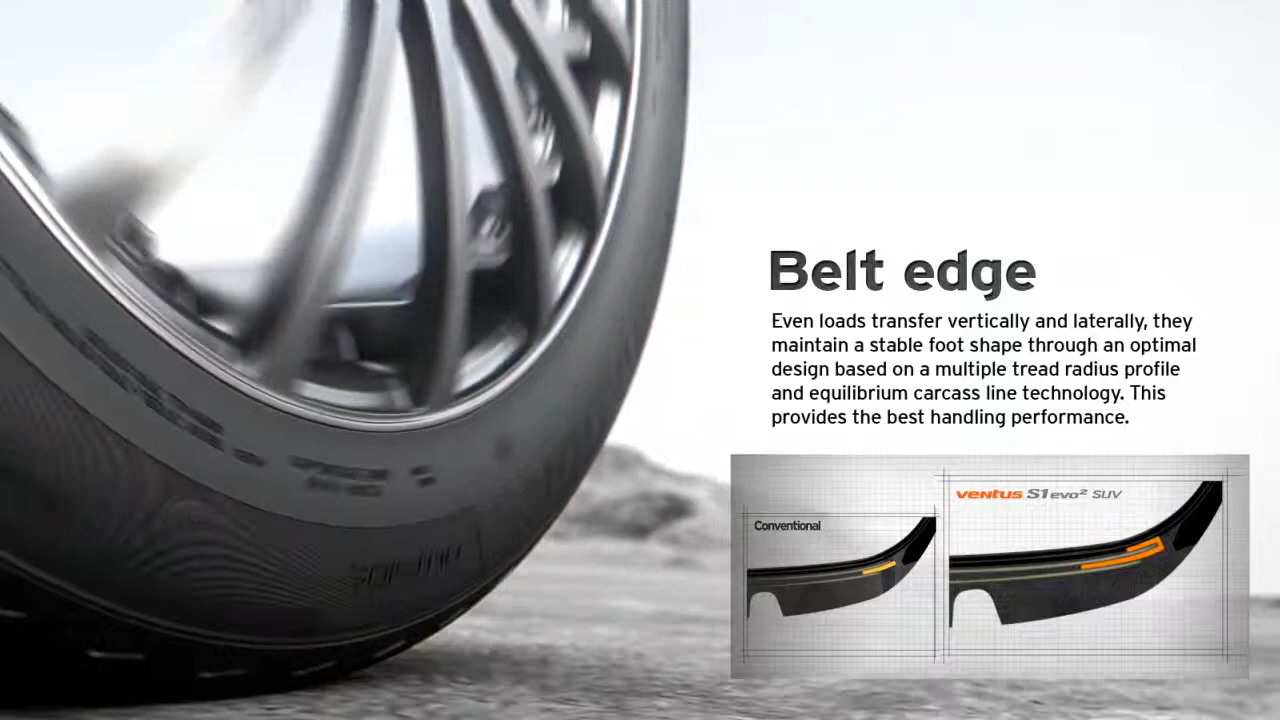 Belt edge
Even loads transfer vertically and laterally, they
maintain a stable foot shape through an optimal
design based on a multiple tread radius profile
and equilibrium carcass line technology. This
provides the best handling performance.
ventus S1 evo² SUV
Conventional